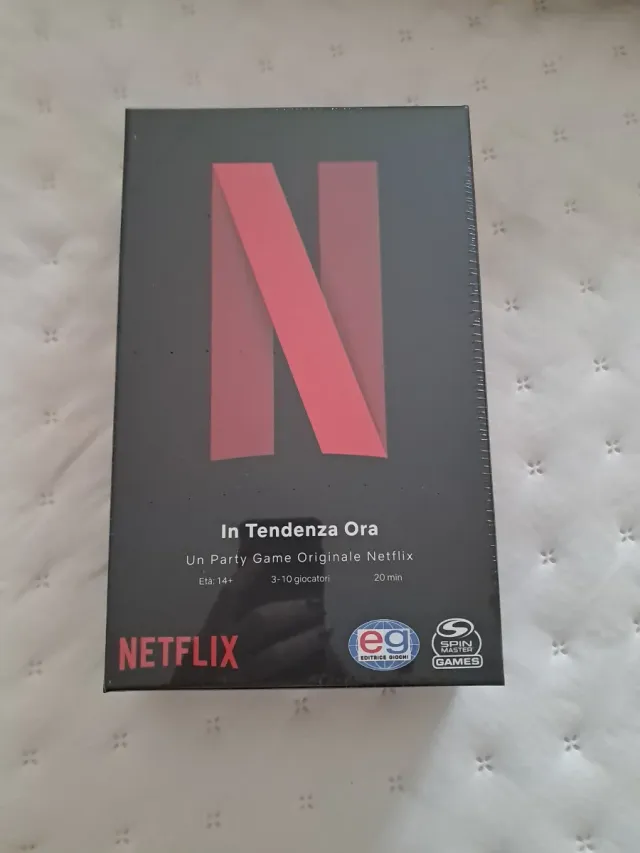 In Tendenza Ora
Un Party Game Originale Netflix
Età: 14+ 3-10 giocatori 20 min
NETFLIX
eg
EDITRICE GIOCHI
SPIN
MASTER
GAMES